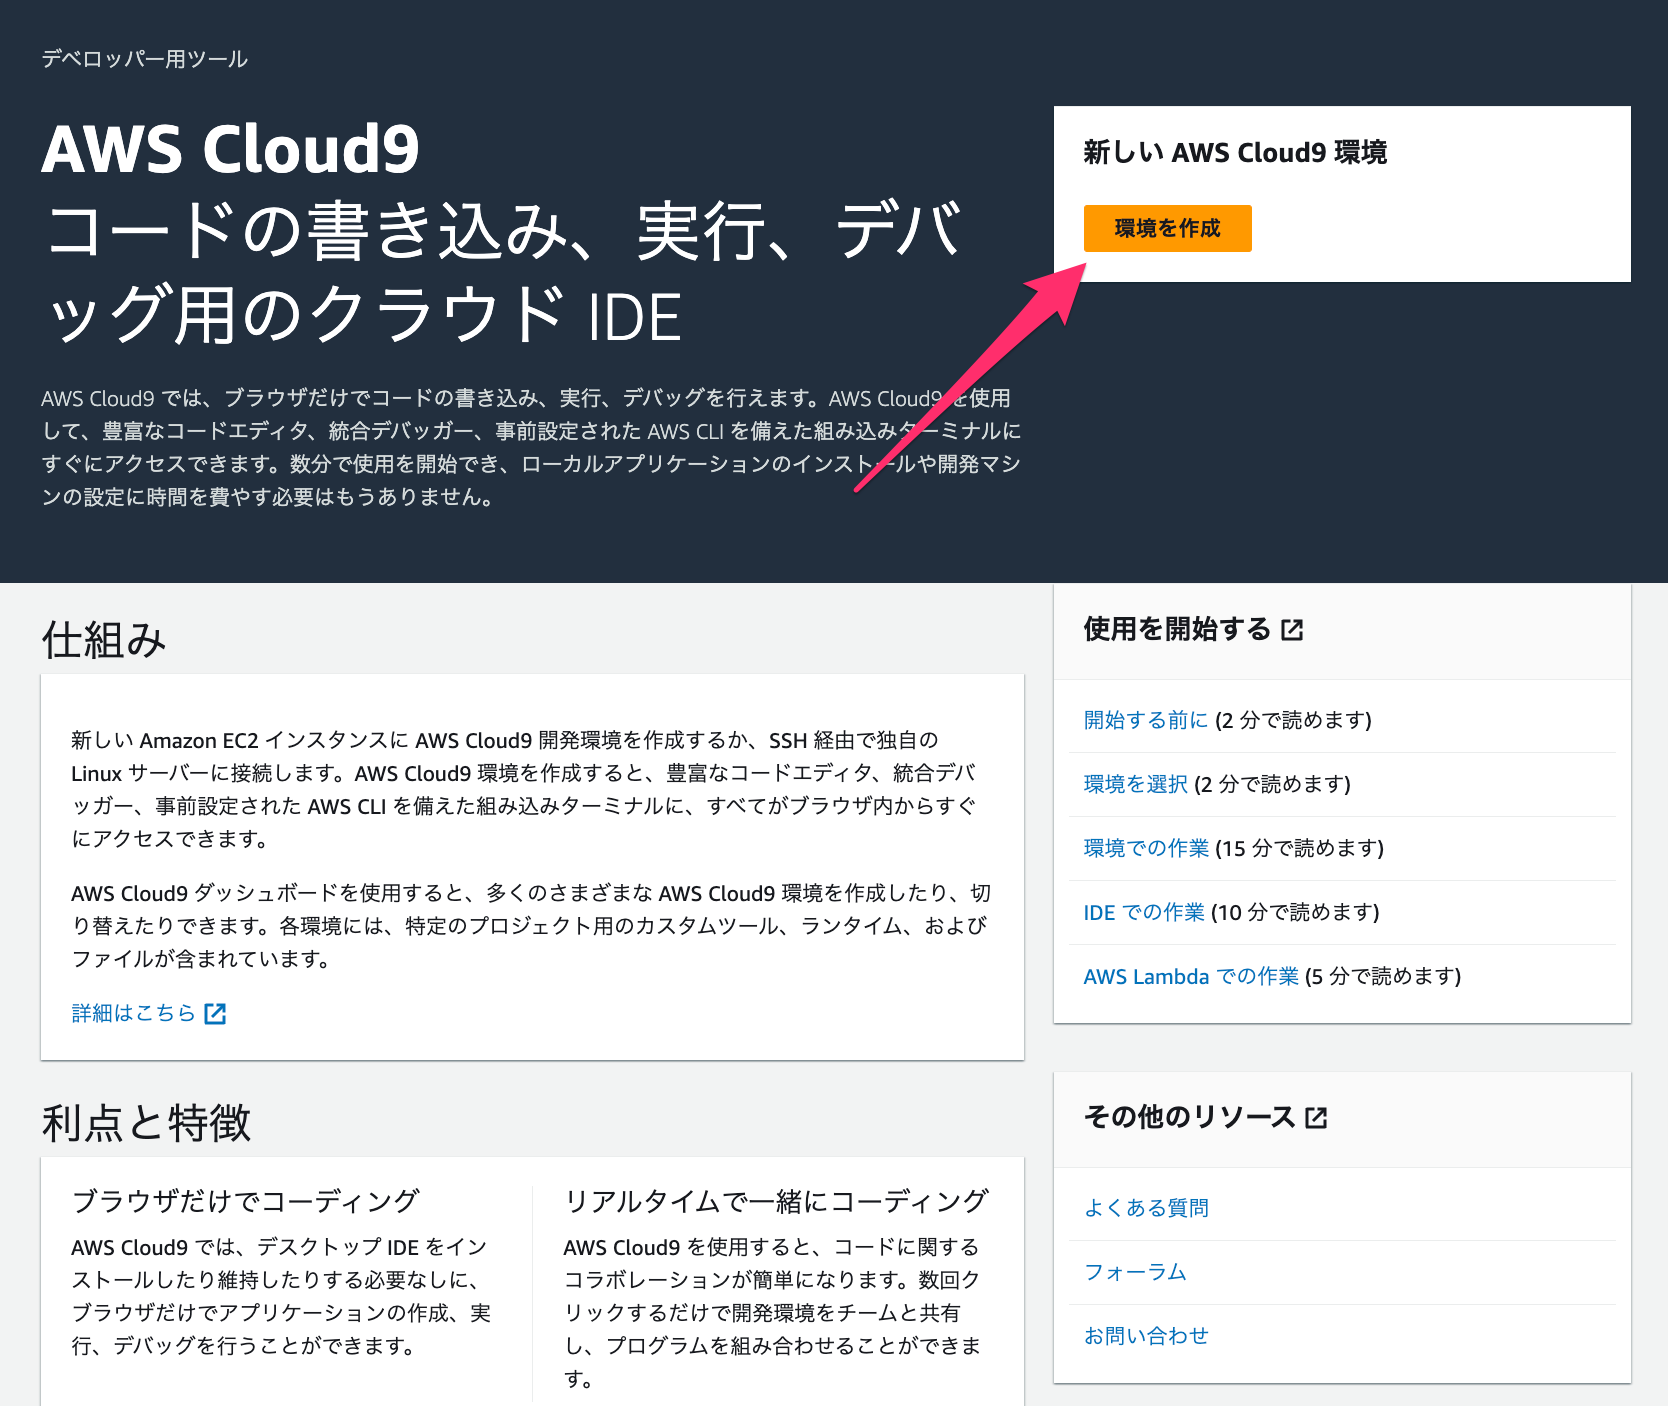 デベロッパー用ツール
AWS Cloud9
コードの書き込み、実行、デバ
ッグ用のクラウド IDE
AWS Cloud9 では、ブラウザだけでコードの書き込み、実行、デバッグを行えます。AWS Cloud9 を使用
して、豊富なコードエディタ、統合デバッガー、事前設定された AWS CLI を備えた組み込みターミナルに
すぐにアクセスできます。数分で使用を開始でき、ローカルアプリケーションのインストールや開発マシ
ンの設定に時間を費やす必要はもうありません。
新しい AWS Cloud9 環境
環境を作成
仕組み
新しい Amazon EC2 インスタンスに AWS Cloud9 開発環境を作成するか、SSH 経由で独自の
Linux サーバーに接続します。AWS Cloud9 環境を作成すると、豊富なコードエディタ、統合デバ
ッガー、事前設定された AWS CLI を備えた組み込みターミナルに、すべてがブラウザ内からすぐ
にアクセスできます。
AWS Cloud9 ダッシュボードを使用すると、多くのさまざまな AWS Cloud9 環境を作成したり、切
り替えたりできます。各環境には、特定のプロジェクト用のカスタムツール、ランタイム、および
ファイルが含まれています。
詳細はこちら
利点と特徴
ブラウザだけでコーディング
AWS Cloud9 では、デスクトップ IDE をイン
ストールしたり維持したりする必要なしに、
ブラウザだけでアプリケーションの作成、実
行、デバッグを行うことができます。
リアルタイムで一緒にコーディング
AWS Cloud9 を使用すると、コードに関する
コラボレーションが簡単になります。数回ク
リックするだけで開発環境をチームと共有
し、プログラムを組み合わせることができま
す。
使用を開始する
開始する前に (2 分で読めます)
環境を選択 (2 分で読めます)
環境での作業 (15 分で読めます)
IDE での作業 (10 分で読めます)
AWS Lambda での作業 (5 分で読めます)
その他のリソース
よくある質問
フォーラム
お問い合わせ